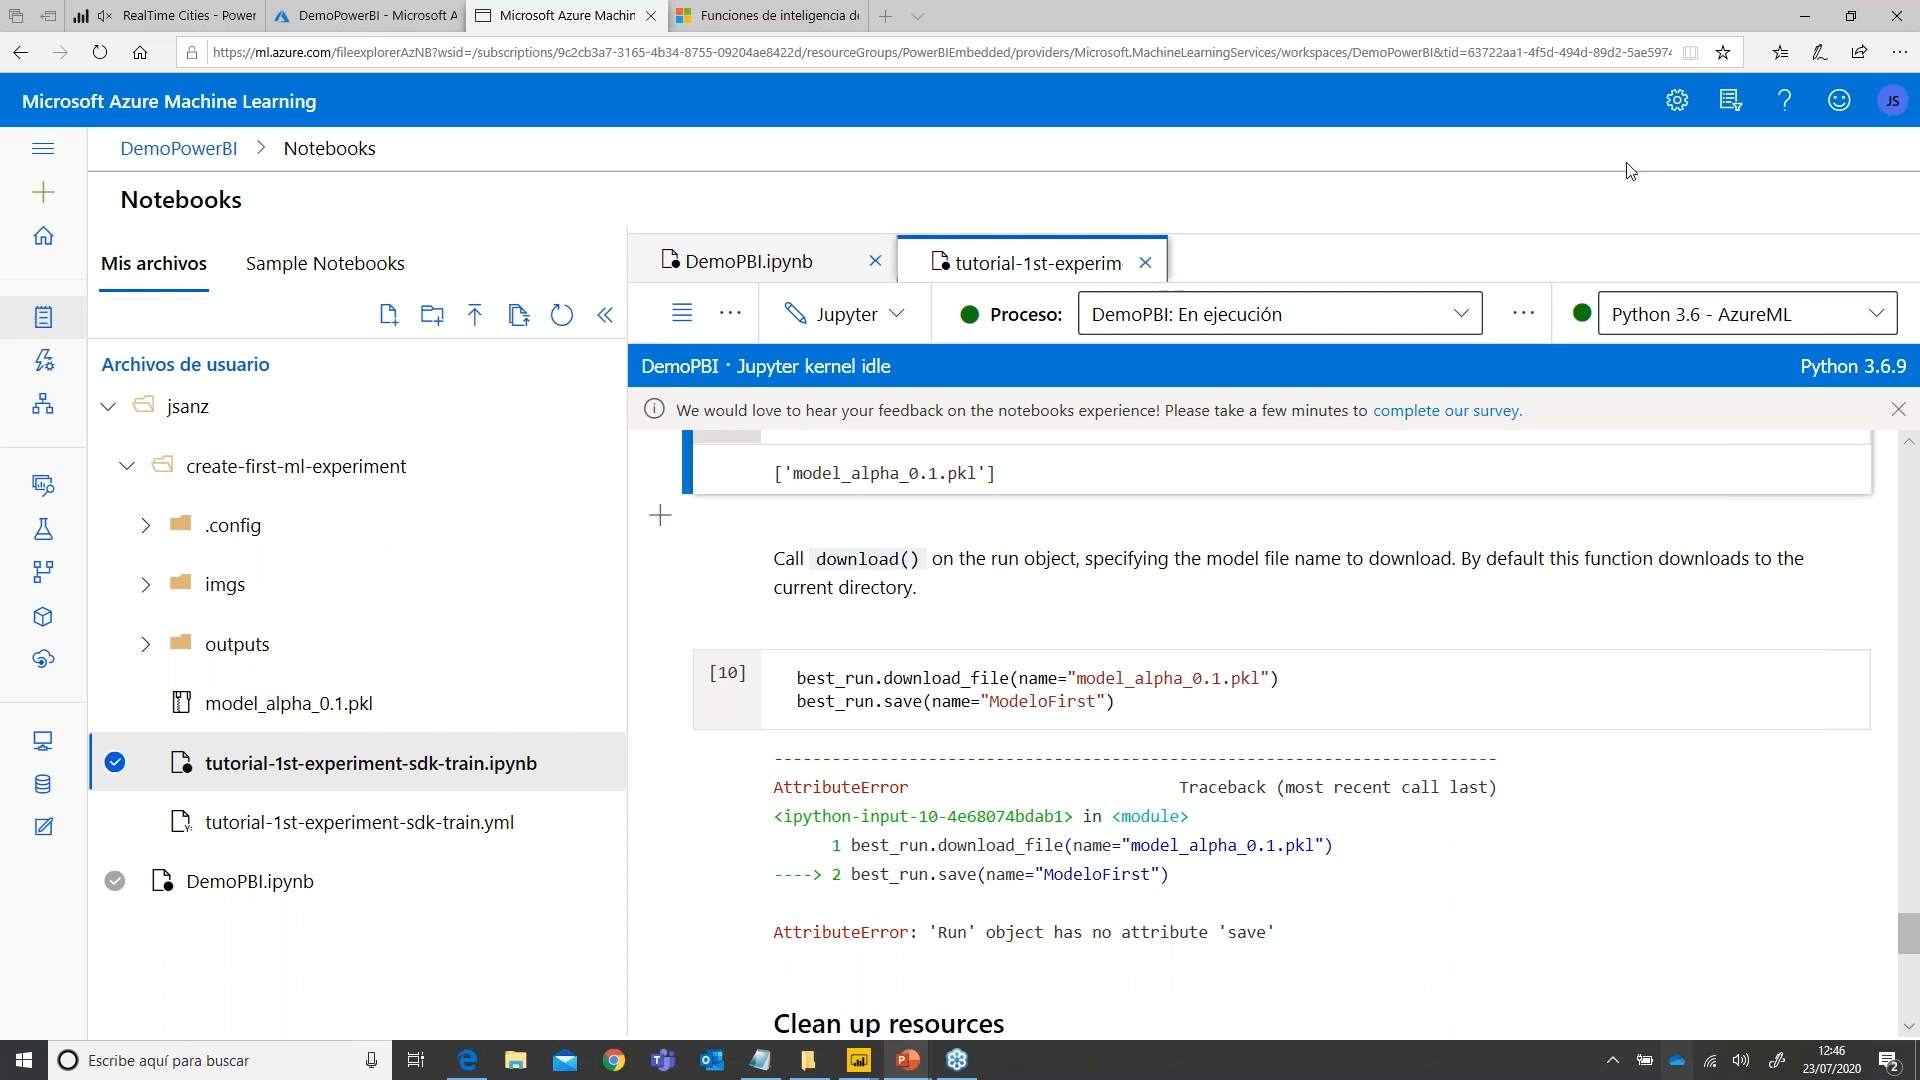 RealTime Cities - Power
DemoPowerBI - Microsoft A
Microsoft Azure Machin
Funciones de inteligencia de
https://ml.azure.com/fileexplorerAzNB?wsid=/subscriptions/9c2cb3a7-3165-4b34-8755-09204ae8422d/resourceGroups/PowerBIEmbedded/providers/Microsoft.MachineLearningServices/workspaces/DemoPowerBI&tid=63722aa1-4f5d-494d-89d2-5ae5974
Microsoft Azure Machine Learning
JS
DemoPowerBI > Notebooks
Notebooks
Mis archivos
Sample Notebooks
DemoPBI.ipynb
tutorial-1st-experim
Jupyter
Proceso:
DemoPBI: En ejecución
Python 3.6 - AzureML
Archivos de usuario
DemoPBI · Jupyter kernel idle
Python 3.6.9
We would love to hear your feedback on the notebooks experience! Please take a few minutes to complete our survey.
jsanz
create-first-ml-experiment
.config
imgs
outputs
model_alpha_0.1.pkl
tutorial-1st-experiment-sdk-train.ipynb
tutorial-1st-experiment-sdk-train.yml
DemoPBI.ipynb
['model_alpha_0.1.pkl']
Call download() on the run object, specifying the model file name to download. By default this function downloads to the
current directory.
[10]
best_run.download_file(name="model_alpha_0.1.pkl")
best_run.save(name="ModeloFirst")
---------------------------------------------------------------------------
AttributeError Traceback (most recent call last)
<ipython-input-10-4e68074bdab1> in <module>
1 best_run.download_file(name="model_alpha_0.1.pkl")
----> 2 best_run.save(name="ModeloFirst")
AttributeError: 'Run' object has no attribute 'save'
Clean up resources
Escribe aquí para buscar
12:46
23/07/2020
2